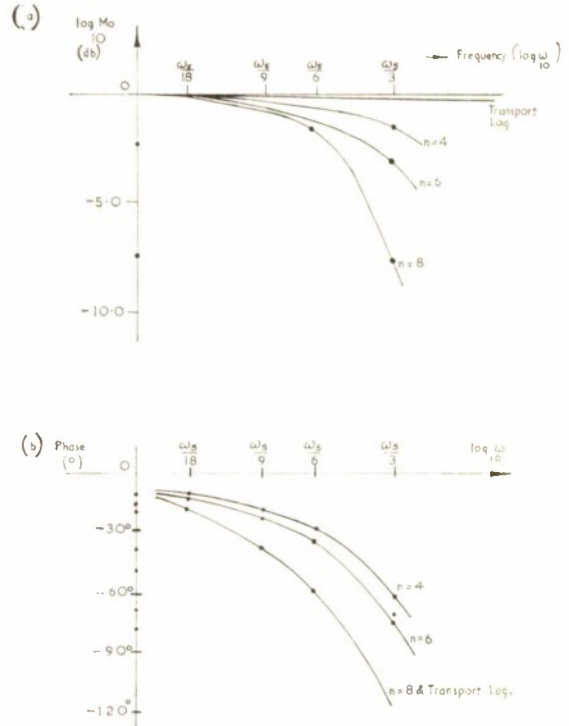 (a)
log Mo
10
(db)
ωs/18 ωs/9 ωs/6 ωs/3
Frequency (log ω)
10
0
Transport
Lag
n=4
n=6
-5.0
n=8
-10.0
(b) Phase
(°)
ωs/18 ωs/9 ωs/6 ωs/3
log ω
10
0
-30°
-60°
n=4
n=6
-90°
n=8 & Transport Lag.
-120°